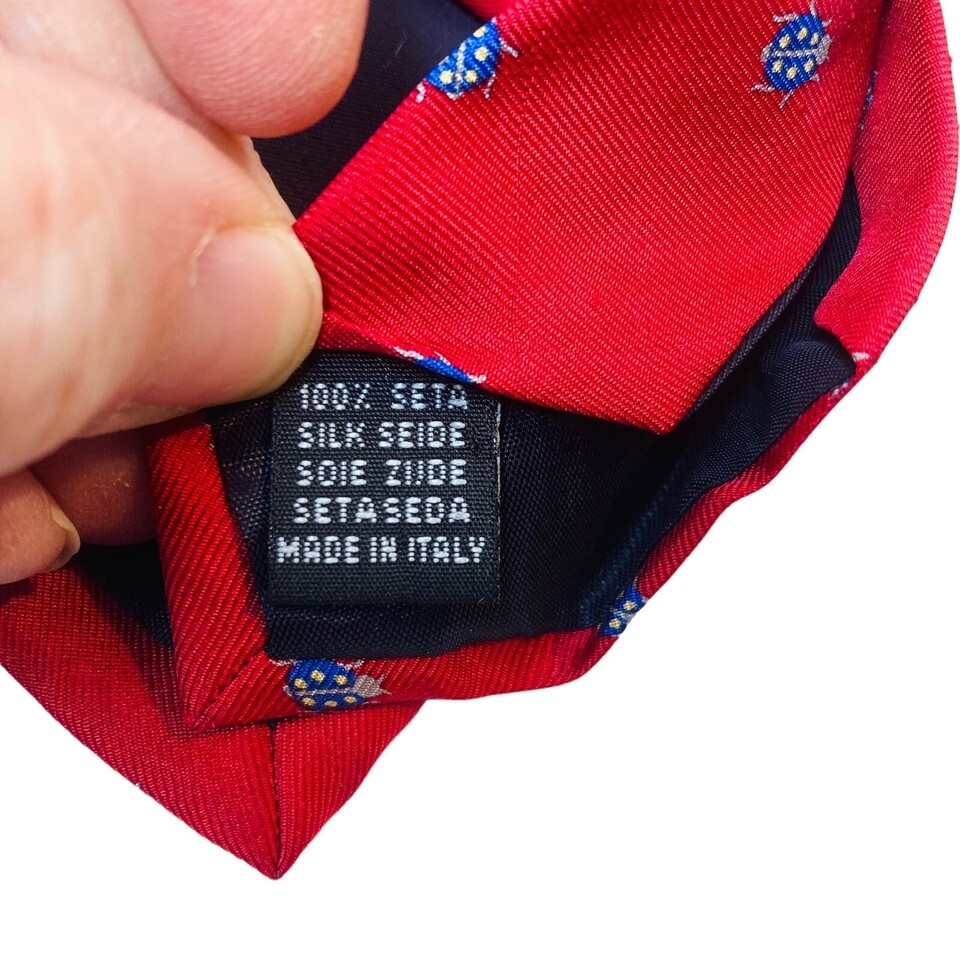 100% SETA
SILK SEIDE
SOIE ZIJDE
SETA SEDA
MADE IN ITALY